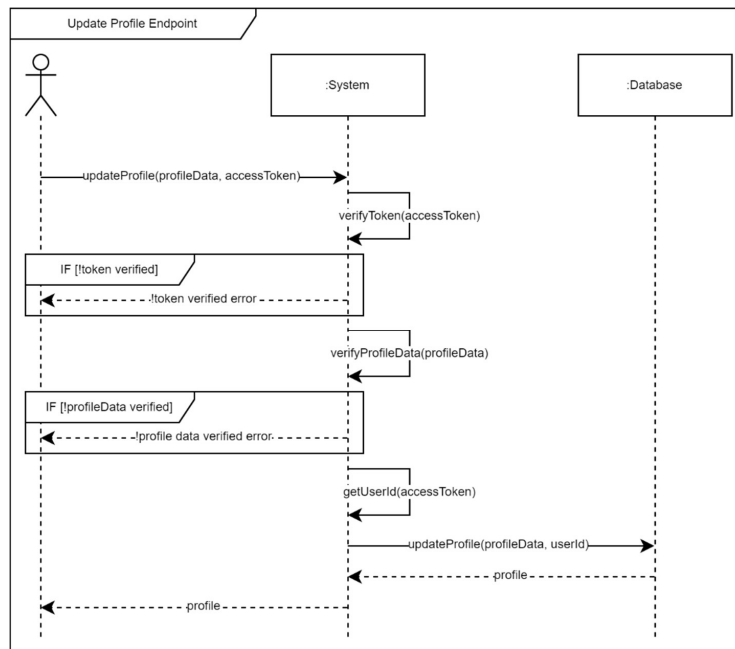 Update Profile Endpoint
:System
:Database
updateProfile(profileData, accessToken)
verifyToken(accessToken)
IF [!token verified]
!token verified error
verifyProfileData(profileData)
IF [!profileData verified]
!profile data verified error
getUserId(accessToken)
updateProfile(profileData, userId)
profile
profile